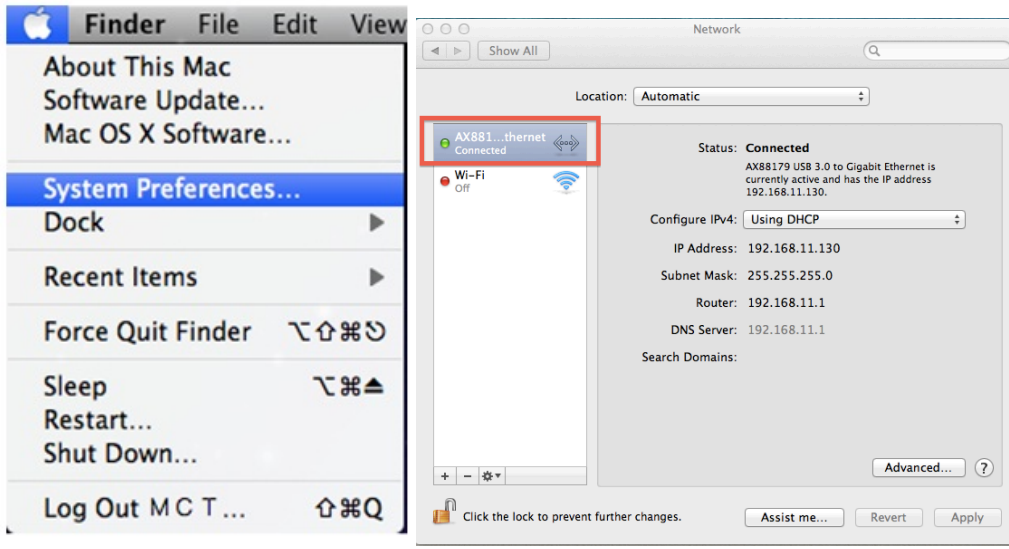 Finder File Edit View
About This Mac
Software Update...
Mac OS X Software...
System Preferences...
Dock
Recent Items
Force Quit Finder ⌥⇧⌘⎋
Sleep ⌥⌘⏏
Restart...
Shut Down...
Log Out M C T ... ⇧⌘Q
Network
Show All
Location: Automatic
AX881...thernet
Connected
Wi-Fi
Off
Status: Connected
AX88179 USB 3.0 to Gigabit Ethernet is
currently active and has the IP address
192.168.11.130.
Configure IPv4: Using DHCP
IP Address: 192.168.11.130
Subnet Mask: 255.255.255.0
Router: 192.168.11.1
DNS Server: 192.168.11.1
Search Domains:
Advanced... ?
Click the lock to prevent further changes.
Assist me... Revert Apply